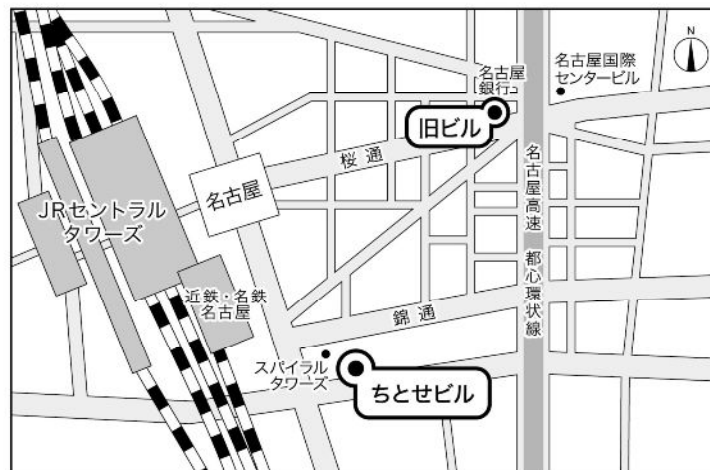 N
名古屋
銀行
名古屋国際
センタービル
旧ビル
桜通
名古屋
JRセントラル
タワーズ
名古屋高速 都心環状線
近鉄・名鉄
名古屋
錦通
スパイラル
タワーズ
ちとせビル